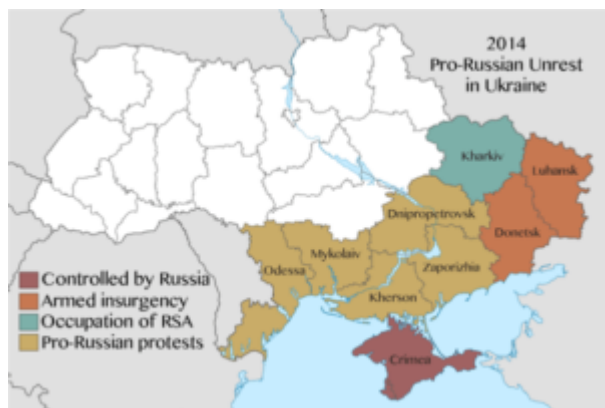 2014
Pro-Russian Unrest
in Ukraine
Kharkiv
Luhansk
Dnipropetrovsk
Donetsk
Mykolaiv
Odessa
Zaporizhia
Kherson
Crimea
Controlled by Russia
Armed insurgency
Occupation of RSA
Pro-Russian protests